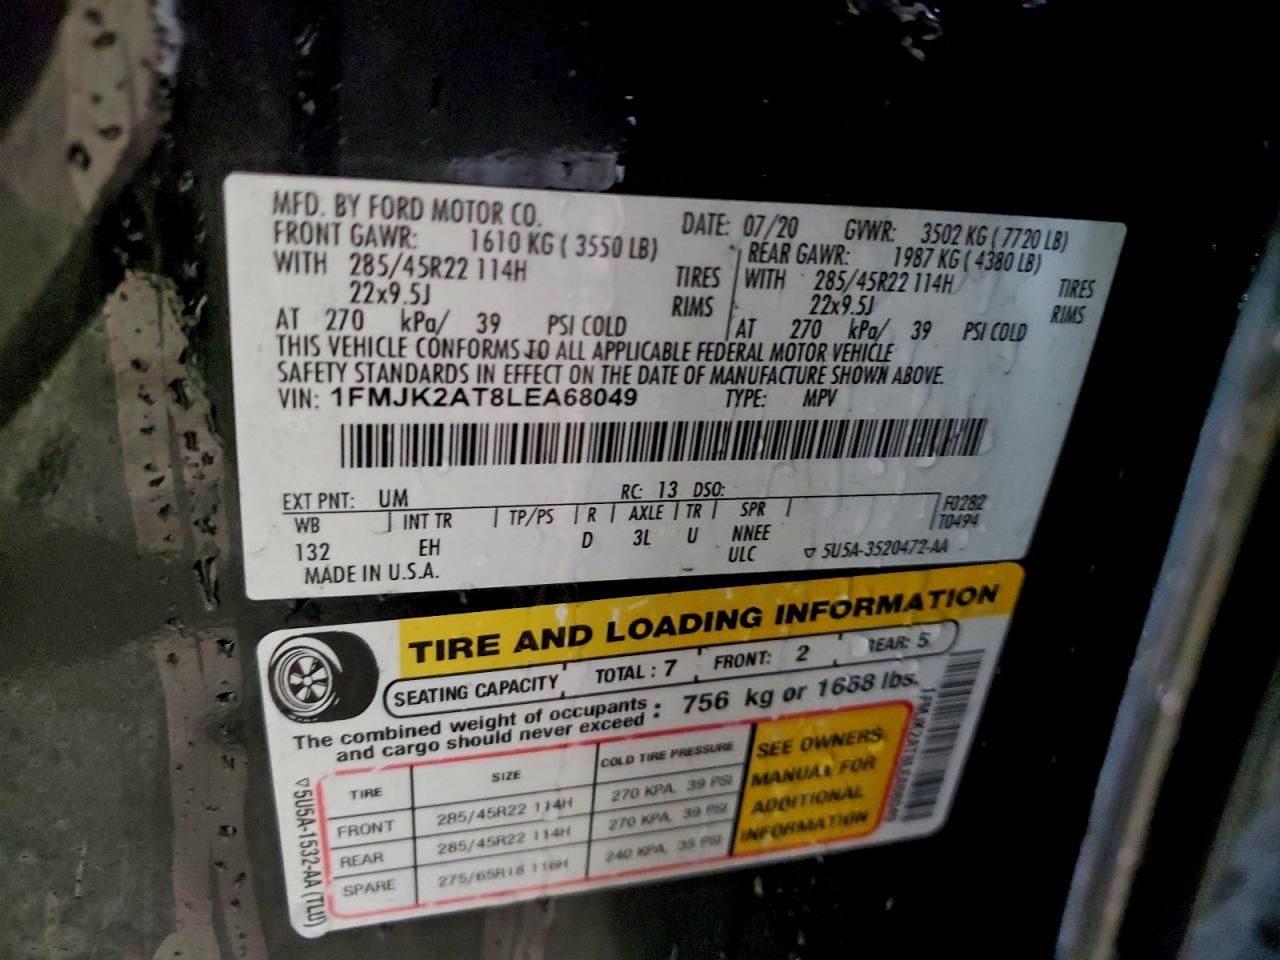 MFD. BY FORD MOTOR CO. DATE: 07/20 GVWR: 3502 KG ( 7720 LB)
FRONT GAWR: 1610 KG ( 3550 LB) REAR GAWR: 1987 KG ( 4380 LB)
WITH 285/45R22 114H TIRES WITH 285/45R22 114H TIRES
22x9.5J RIMS 22x9.5J RIMS
AT 270 kPa/ 39 PSI COLD AT 270 kPa/ 39 PSI COLD
THIS VEHICLE CONFORMS TO ALL APPLICABLE FEDERAL MOTOR VEHICLE
SAFETY STANDARDS IN EFFECT ON THE DATE OF MANUFACTURE SHOWN ABOVE.
VIN: 1FMJK2AT8LEA68049 TYPE: MPV
EXT PNT: UM RC: 13 DSO: F0282
WB INT TR TP/PS R AXLE TR SPR T0494
132 EH D 3L U NNEE
ULC 5U5A-3520472-AA
MADE IN U.S.A.
TIRE AND LOADING INFORMATION
SEATING CAPACITY TOTAL : 7 FRONT: 2 REAR: 5
The combined weight of occupants and cargo should never exceed : 756 kg or 1668 lbs.
TIRE SIZE COLD TIRE PRESSURE
FRONT 285/45R22 114H 270 KPA, 39 PSI
REAR 285/45R22 114H 270 KPA, 39 PSI
SPARE 275/65R18 116H 240 KPA, 35 PSI
SEE OWNERS
MANUAL FOR
ADDITIONAL
INFORMATION
5U5A-1532-AA (TLU)
1FMJK2AT8LEA68049